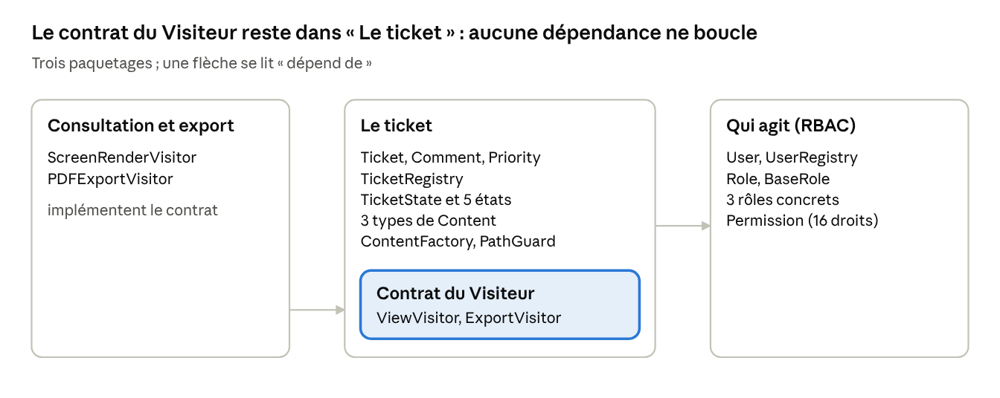 Le contrat du Visiteur reste dans « Le ticket » : aucune dépendance ne boucle
Trois paquetages ; une flèche se lit « dépend de »
Consultation et export
ScreenRenderVisitor
PDFExportVisitor
implémentent le contrat
Le ticket
Ticket, Comment, Priority
TicketRegistry
TicketState et 5 états
3 types de Content
ContentFactory, PathGuard
Contrat du Visiteur
ViewVisitor, ExportVisitor
Qui agit (RBAC)
User, UserRegistry
Role, BaseRole
3 rôles concrets
Permission (16 droits)